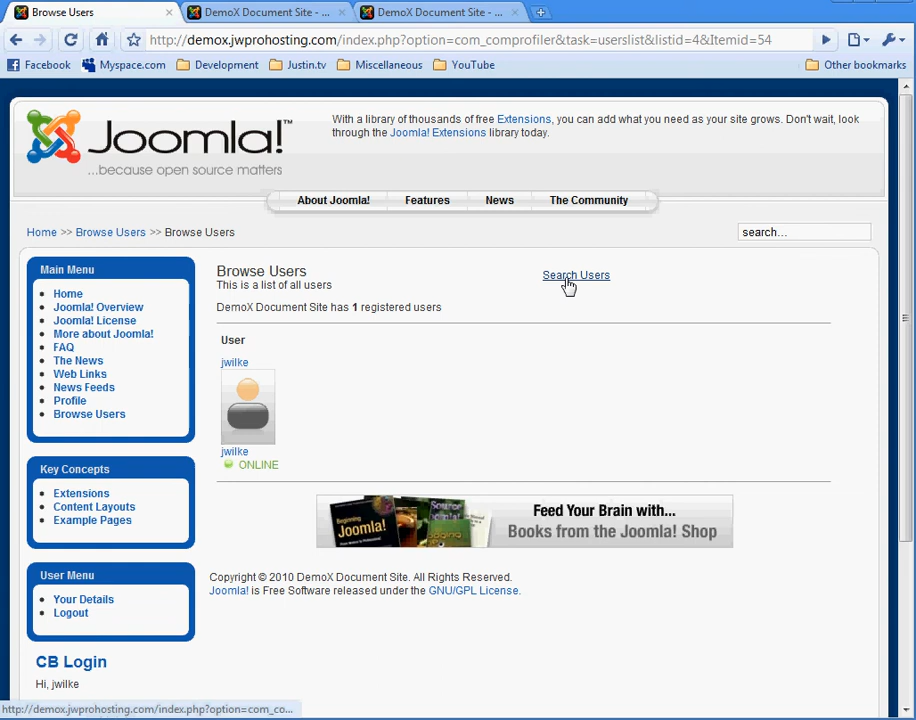 Browse Users
DemoX Document Site - ...
DemoX Document Site - ...
http://demox.jwprohosting.com/index.php?option=com_comprofiler&task=userslist&listid=4&Itemid=54
Facebook
Myspace.com
Development
Justin.tv
Miscellaneous
YouTube
Other bookmarks
Joomla!™
...because open source matters
With a library of thousands of free Extensions, you can add what you need as your site grows. Don't wait, look
through the Joomla! Extensions library today.
About Joomla!
Features
News
The Community
Home >> Browse Users >> Browse Users
search...
Main Menu
Home
Joomla! Overview
Joomla! License
More about Joomla!
FAQ
The News
Web Links
News Feeds
Profile
Browse Users
Key Concepts
Extensions
Content Layouts
Example Pages
User Menu
Your Details
Logout
CB Login
Hi, jwilke
Browse Users
This is a list of all users
Search Users
DemoX Document Site has 1 registered users
User
jwilke
jwilke
ONLINE
Beginning
Joomla!
Feed Your Brain with...
Books from the Joomla! Shop
Copyright © 2010 DemoX Document Site. All Rights Reserved.
Joomla! is Free Software released under the GNU/GPL License.
http://demox.jwprohosting.com/index.php?option=com_co...